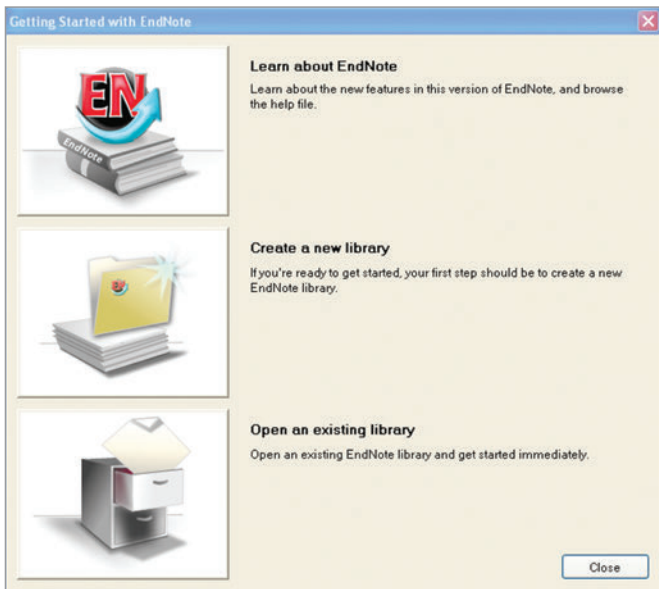 Getting Started with EndNote
EN
EndNote
Learn about EndNote
Learn about the new features in this version of EndNote, and browse
the help file.
EN
Create a new library
If you're ready to get started, your first step should be to create a new
EndNote library.
Open an existing library
Open an existing EndNote library and get started immediately.
Close